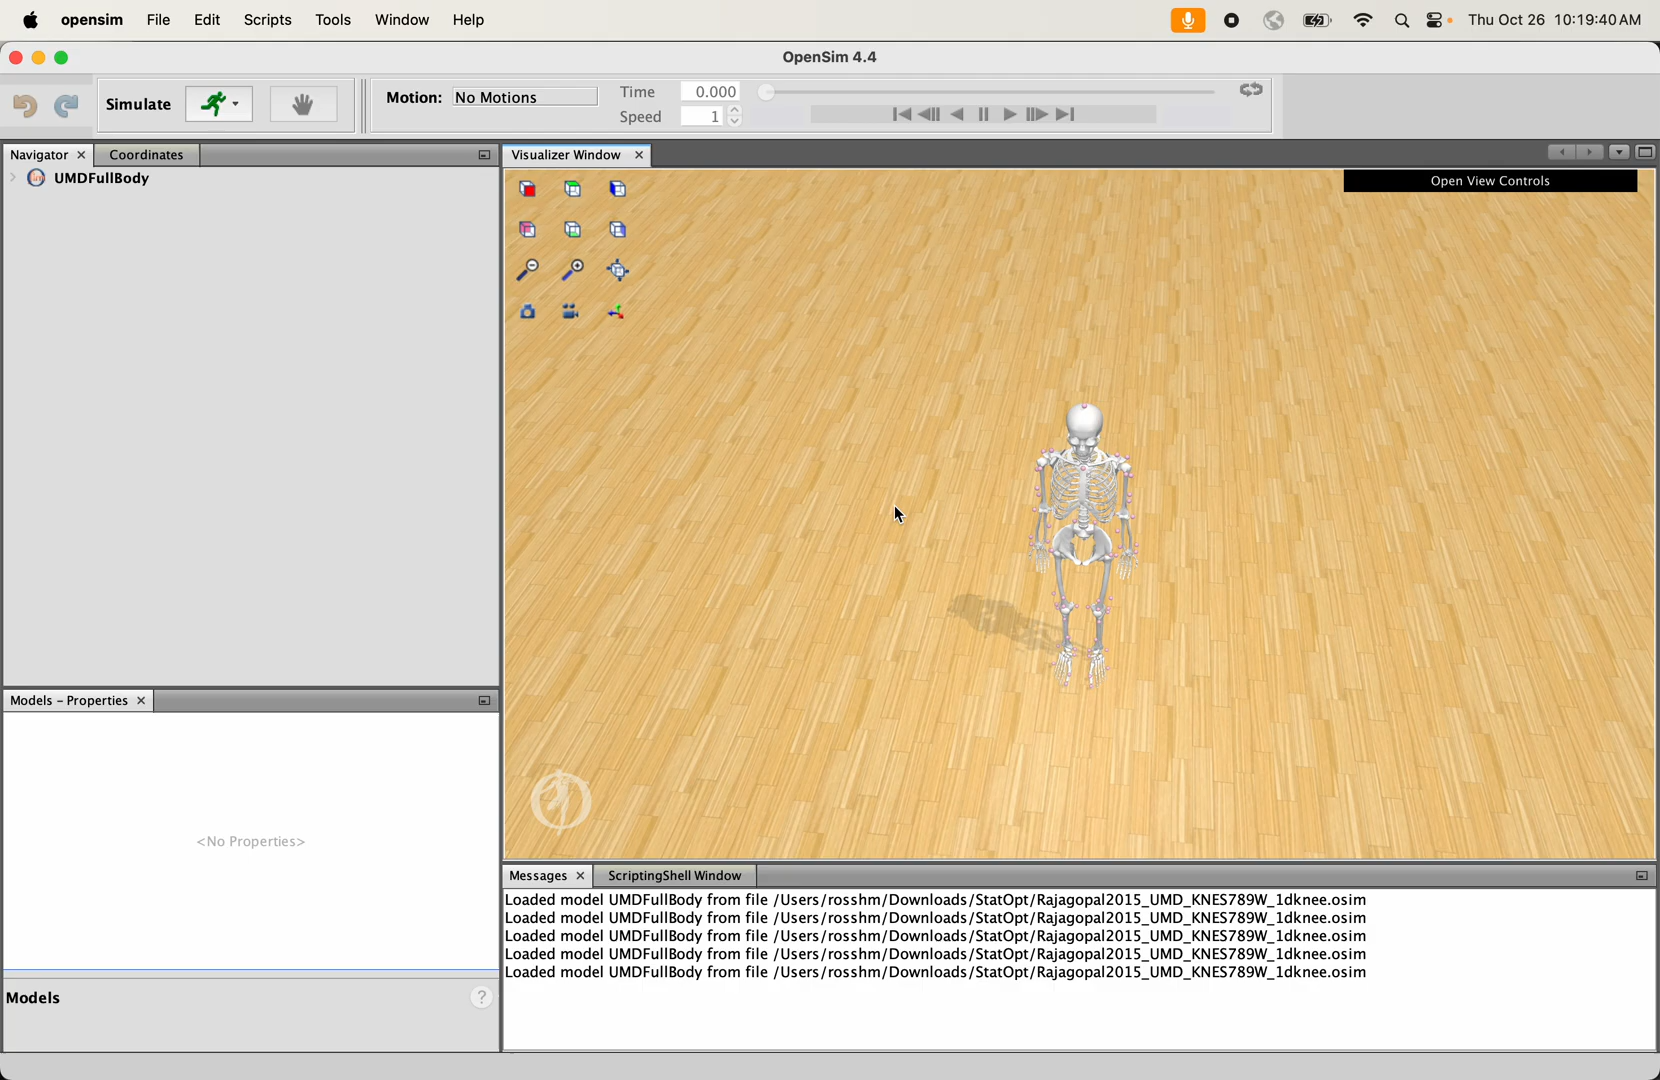 opensim File Edit Scripts Tools Window Help Thu Oct 26 10:19:40 AM
OpenSim 4.4
Simulate
Motion: No Motions
Time 0.000
Speed 1
Navigator Coordinates
UMDFullBody
Visualizer Window
Open View Controls
Models - Properties
<No Properties>
Models ?
Messages ScriptingShell Window
Loaded model UMDFullBody from file /Users/rosshm/Downloads/StatOpt/Rajagopal2015_UMD_KNES789W_1dknee.osim
Loaded model UMDFullBody from file /Users/rosshm/Downloads/StatOpt/Rajagopal2015_UMD_KNES789W_1dknee.osim
Loaded model UMDFullBody from file /Users/rosshm/Downloads/StatOpt/Rajagopal2015_UMD_KNES789W_1dknee.osim
Loaded model UMDFullBody from file /Users/rosshm/Downloads/StatOpt/Rajagopal2015_UMD_KNES789W_1dknee.osim
Loaded model UMDFullBody from file /Users/rosshm/Downloads/StatOpt/Rajagopal2015_UMD_KNES789W_1dknee.osim